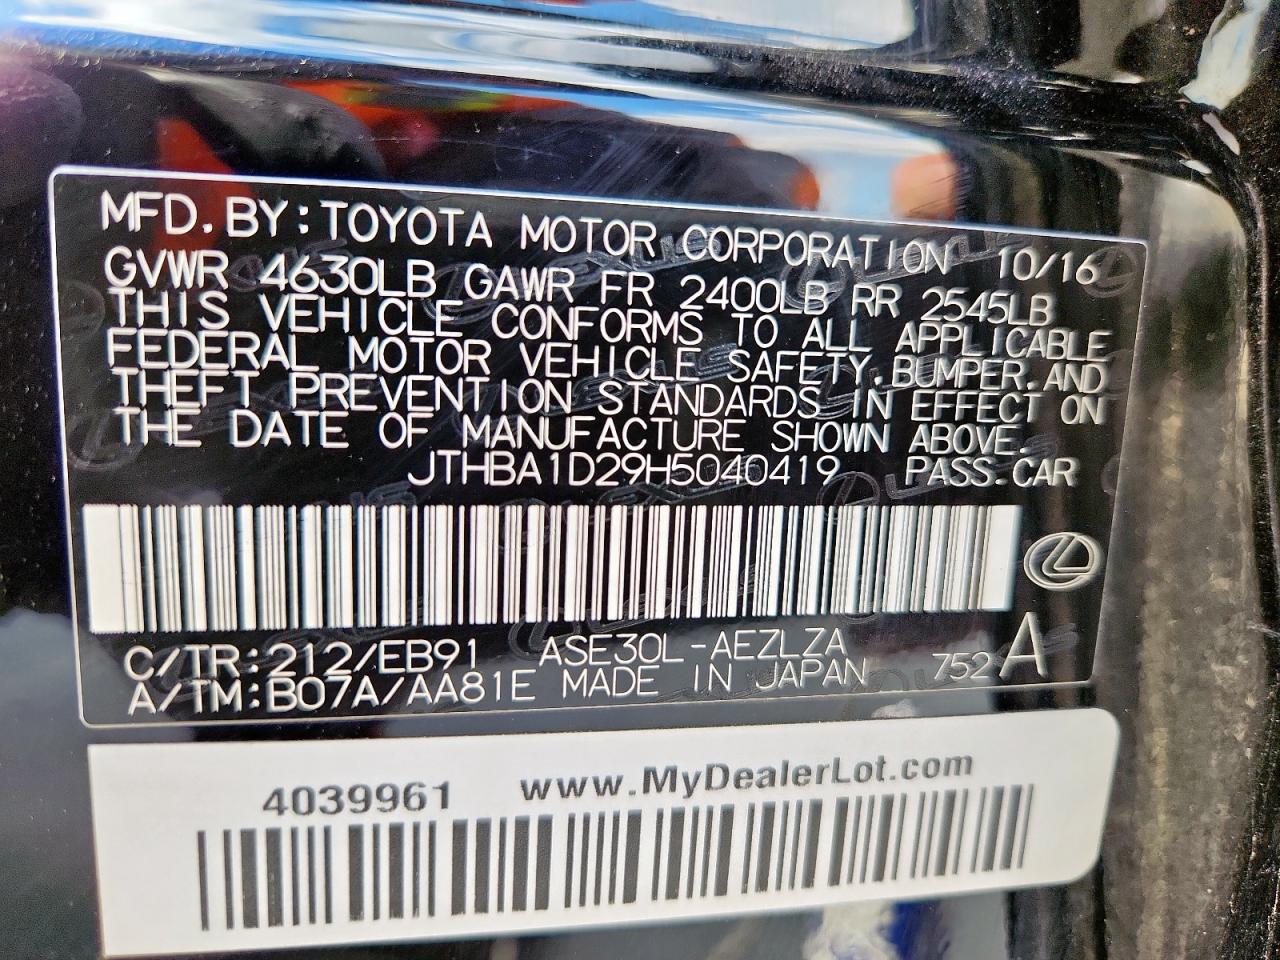 MFD. BY: TOYOTA MOTOR CORPORATION 10/16
GVWR 4630LB GAWR FR 2400LB RR 2545LB
THIS VEHICLE CONFORMS TO ALL APPLICABLE
FEDERAL MOTOR VEHICLE SAFETY. BUMPER. AND
THEFT PREVENTION STANDARDS IN EFFECT ON
THE DATE OF MANUFACTURE SHOWN ABOVE.
JTHBA1D29H5040419 PASS. CAR
C/TR:212/EB91 ASE30L-AEZLZA
A/TM:B07A/AA81E MADE IN JAPAN 752 A
4039961 www.MyDealerLot.com